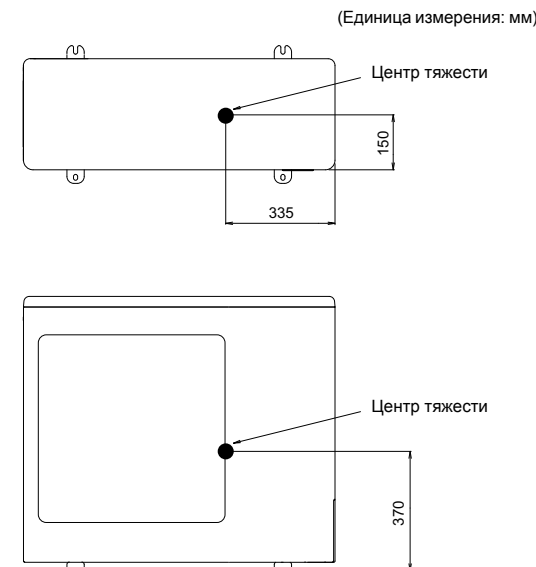 (Единица измерения: мм)
Центр тяжести
150
335
Центр тяжести
370